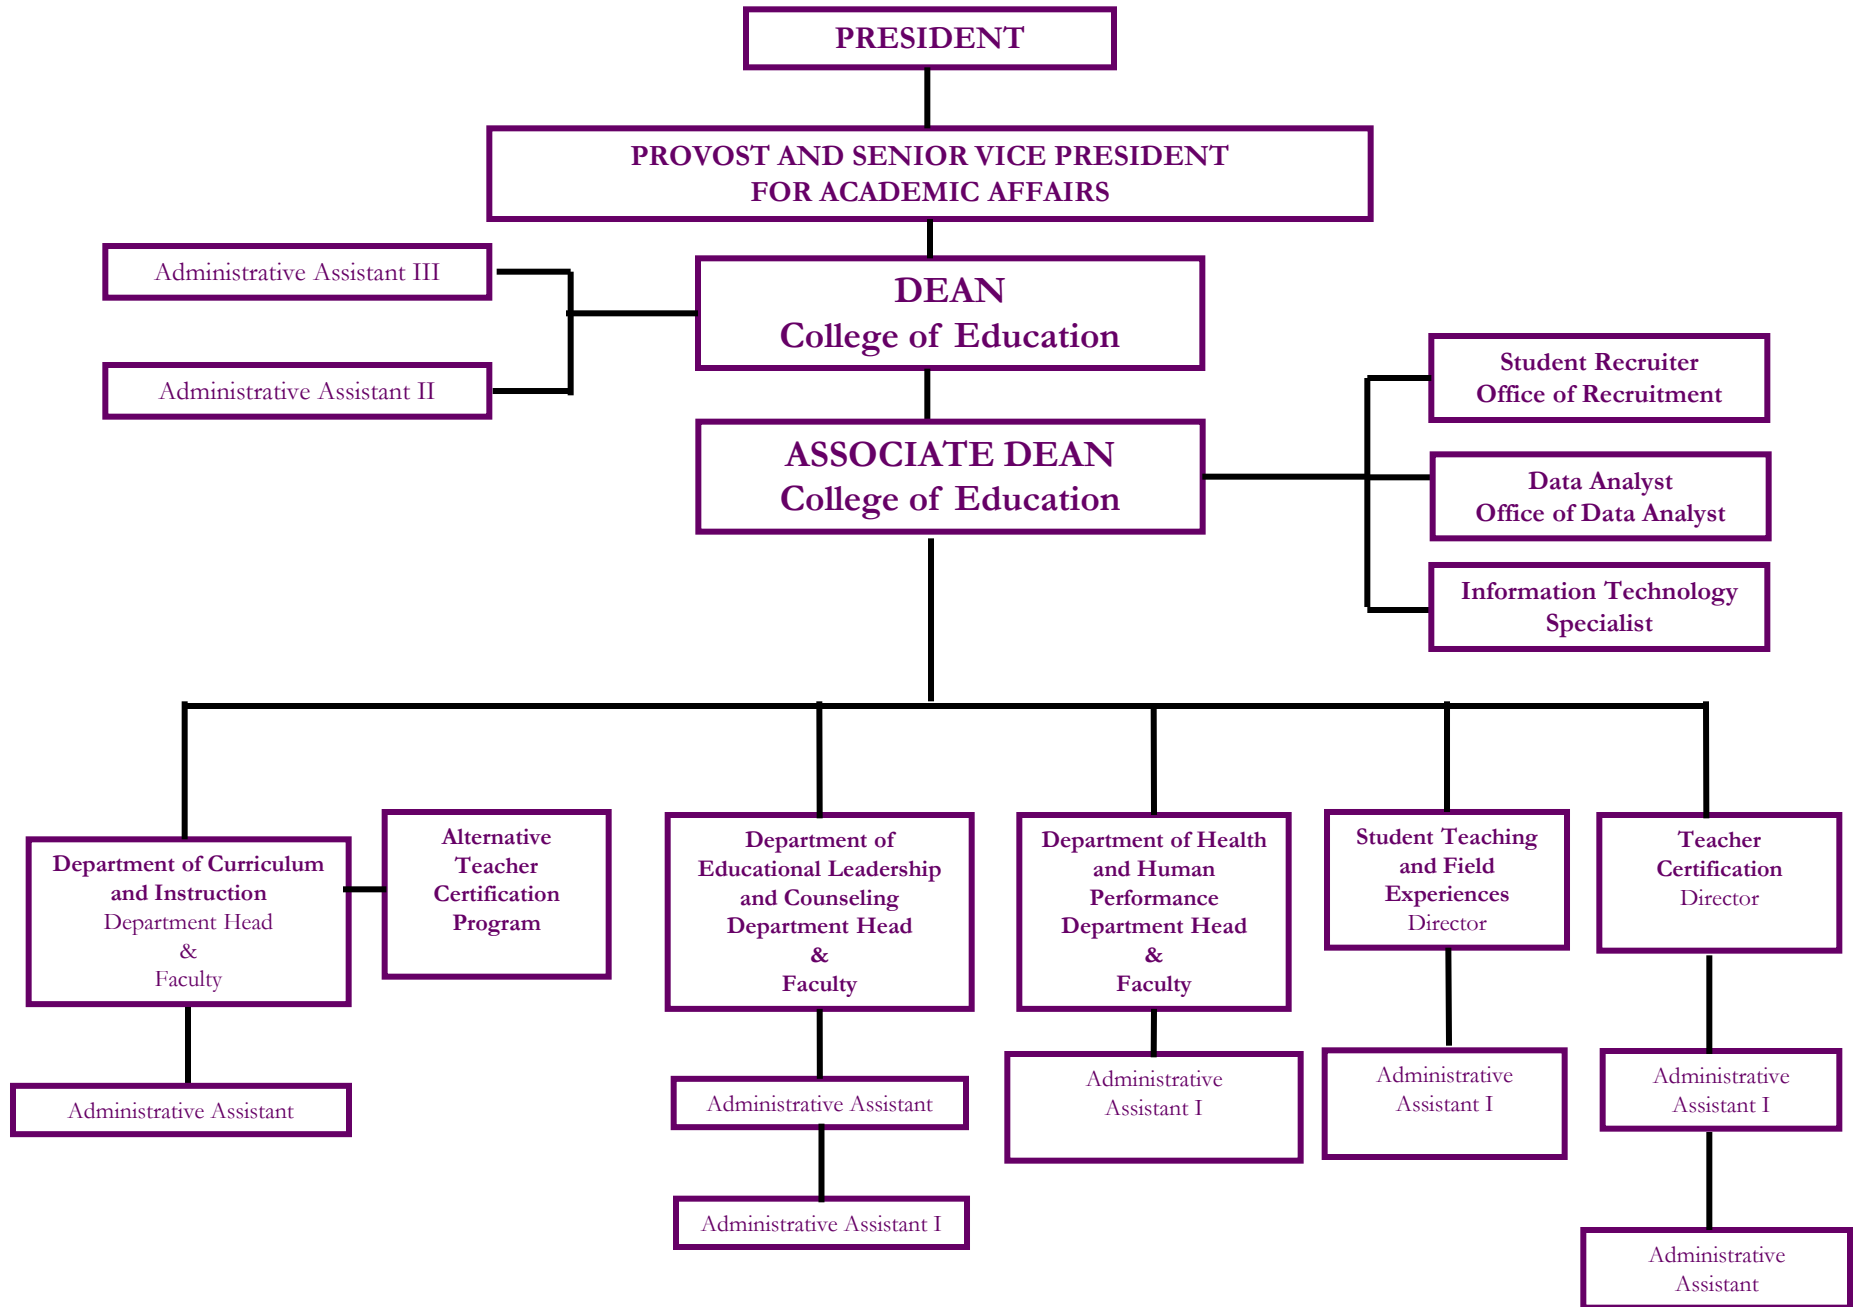 PRESIDENT
PROVOST AND SENIOR VICE PRESIDENT
FOR ACADEMIC AFFAIRS
Administrative Assistant III
DEAN
College of Education
Administrative Assistant II
Student Recruiter
Office of Recruitment
ASSOCIATE DEAN
College of Education
Data Analyst
Office of Data Analyst
Information Technology
Specialist
Department of Curriculum
and Instruction
Department Head
&
Faculty
Alternative
Teacher
Certification
Program
Department of
Educational Leadership
and Counseling
Department Head
&
Faculty
Department of Health
and Human
Performance
Department Head
&
Faculty
Student Teaching
and Field
Experiences
Director
Teacher
Certification
Director
Administrative Assistant
Administrative Assistant
Administrative Assistant I
Administrative
Assistant I
Administrative
Assistant I
Administrative
Assistant I
Administrative
Assistant